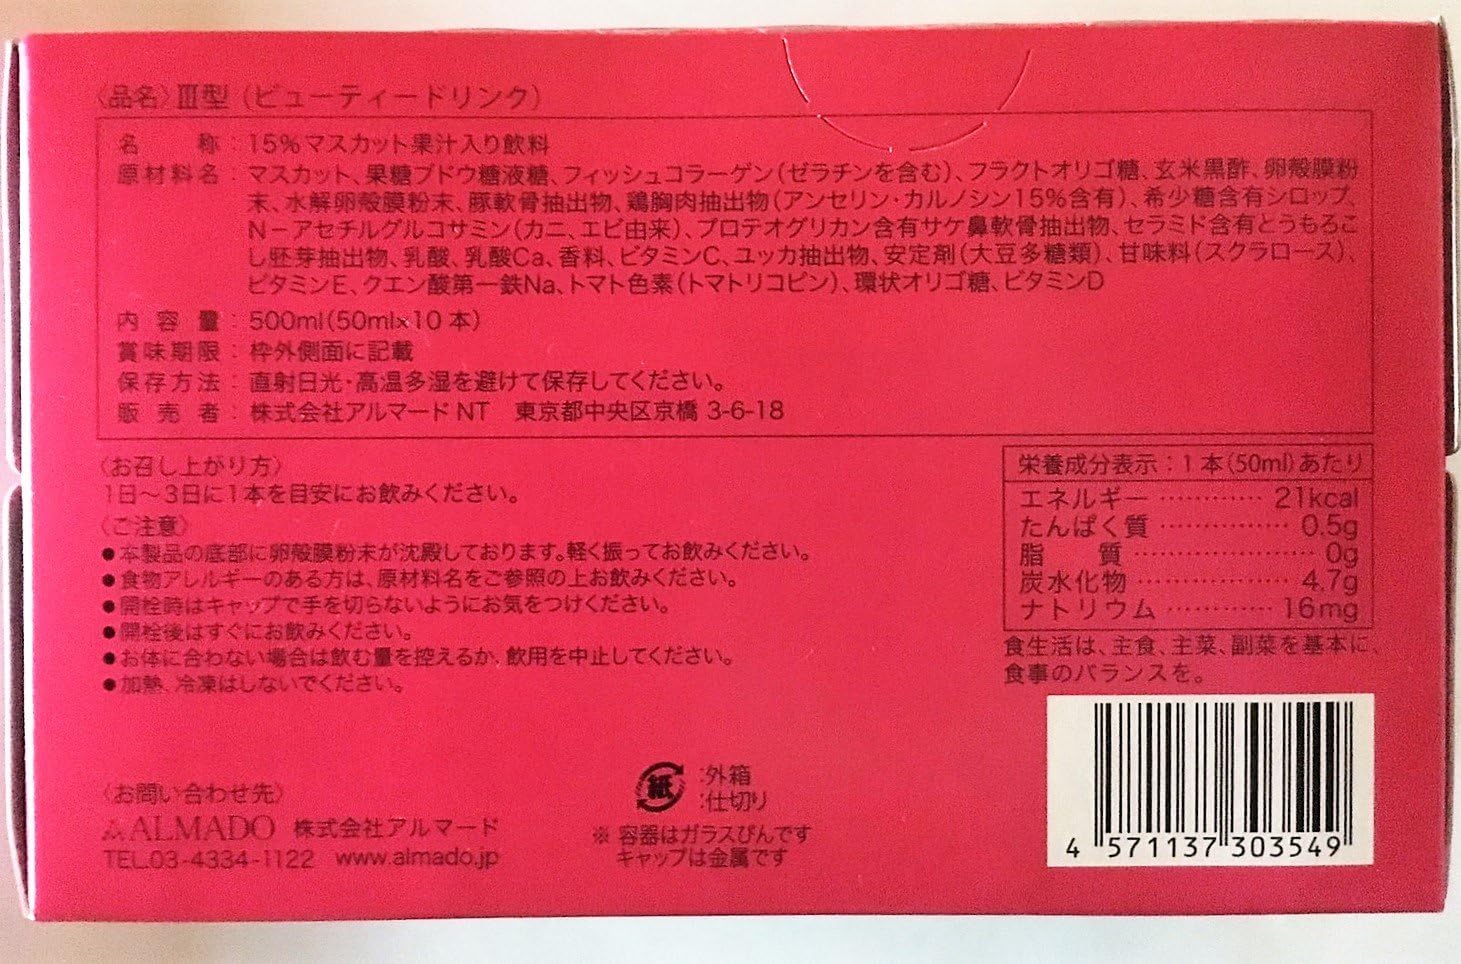 〈品名〉Ⅲ型（ビューティードリンク）
名称：15%マスカット果汁入り飲料
原材料名：マスカット、果糖ブドウ糖液糖、フィッシュコラーゲン（ゼラチンを含む）、フラクトオリゴ糖、玄米黒酢、卵殻膜粉
末、水解卵殻膜粉末、豚軟骨抽出物、鶏胸肉抽出物（アンセリン・カルノシン15%含有）、希少糖含有シロップ、
N－アセチルグルコサミン（カニ、エビ由来）、プロテオグリカン含有サケ鼻軟骨抽出物、セラミド含有とうもろこ
し胚芽抽出物、乳酸、乳酸Ca、香料、ビタミンC、ユッカ抽出物、安定剤（大豆多糖類）、甘味料（スクラロース）、
ビタミンE、クエン酸第一鉄Na、トマト色素（トマトリコピン）、環状オリゴ糖、ビタミンD
内容量：500ml（50ml×10本）
賞味期限：枠外側面に記載
保存方法：直射日光・高温多湿を避けて保存してください。
販売者：株式会社アルマードNT 東京都中央区京橋 3-6-18
〈お召し上がり方〉
1日～3日に1本を目安にお飲みください。
〈ご注意〉
●本製品の底部に卵殻膜粉末が沈殿しております。軽く振ってお飲みください。
●食物アレルギーのある方は、原材料名をご参照の上お飲みください。
●開栓時はキャップで手を切らないようにお気をつけください。
●開栓後はすぐにお飲みください。
●お体に合わない場合は飲む量を控えるか、飲用を中止してください。
●加熱、冷凍はしないでください。
栄養成分表示：1本（50ml）あたり
エネルギー ………… 21kcal
たんぱく質 ………… 0.5g
脂質 ………… 0g
炭水化物 ………… 4.7g
ナトリウム ………… 16mg
食生活は、主食、主菜、副菜を基本に、
食事のバランスを。
〈お問い合わせ先〉
ALMADO 株式会社アルマード
TEL.03-4334-1122 www.almado.jp
紙：外箱
：仕切り
※ 容器はガラスびんです
キャップは金属です
4 571137 303549